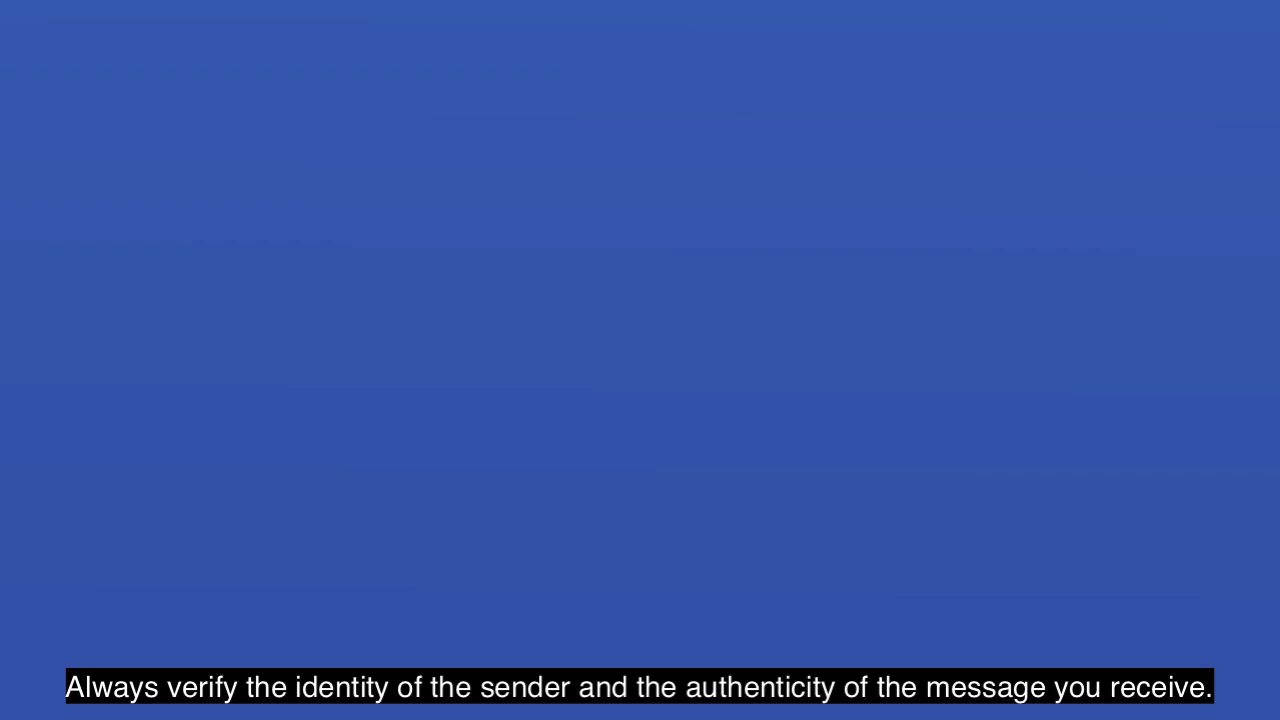 Always verify the identity of the sender and the authenticity of the message you receive.